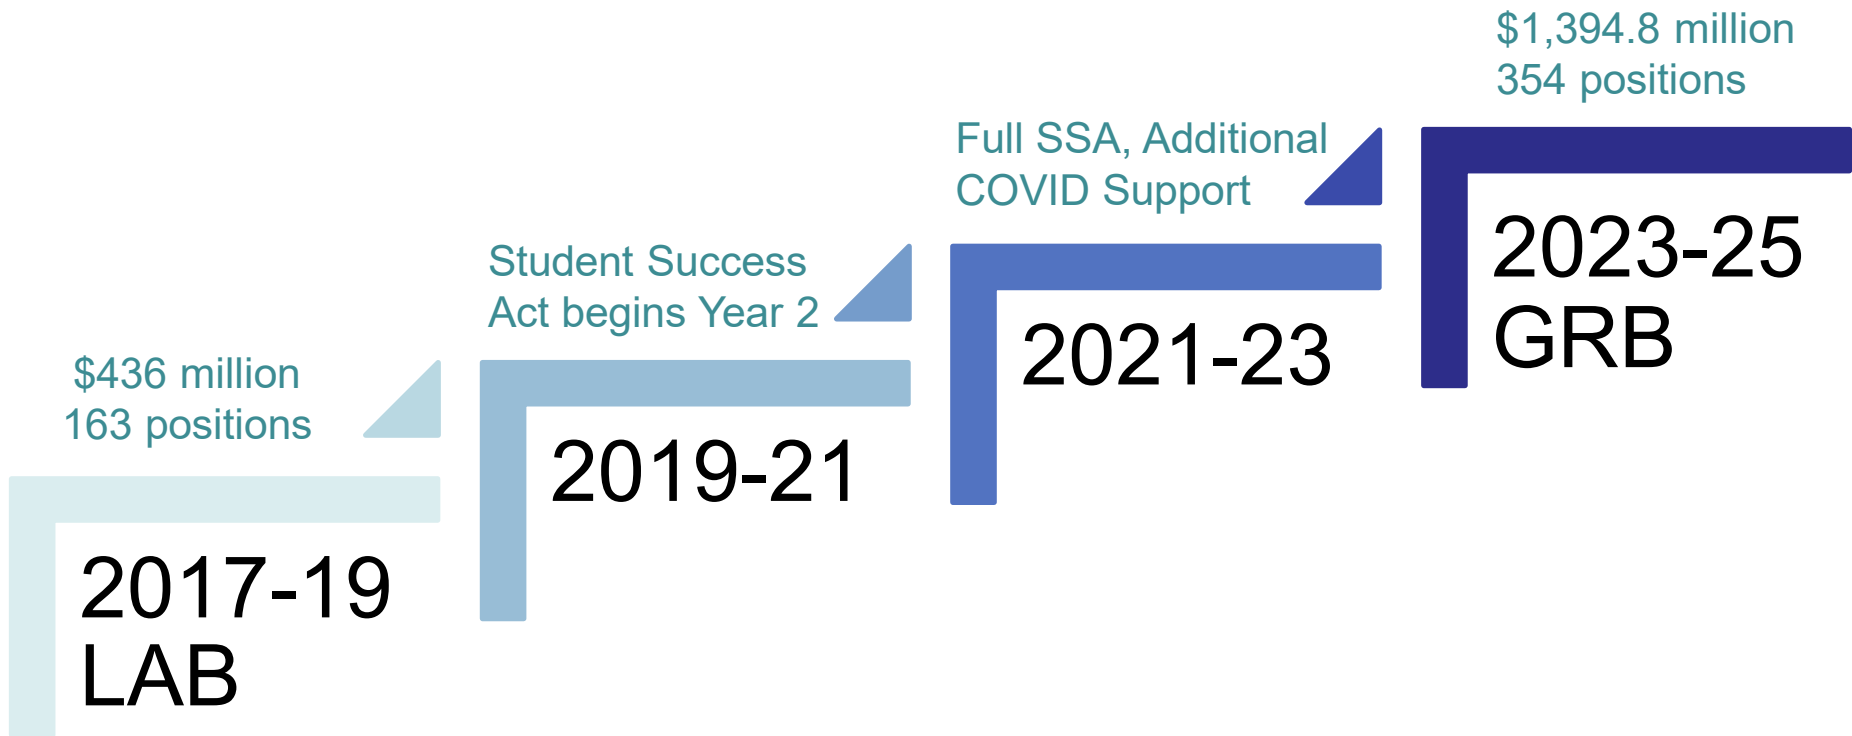 $436 million
163 positions
2017-19
LAB
Student Success
Act begins Year 2
2019-21
Full SSA, Additional
COVID Support
2021-23
$1,394.8 million
354 positions
2023-25
GRB